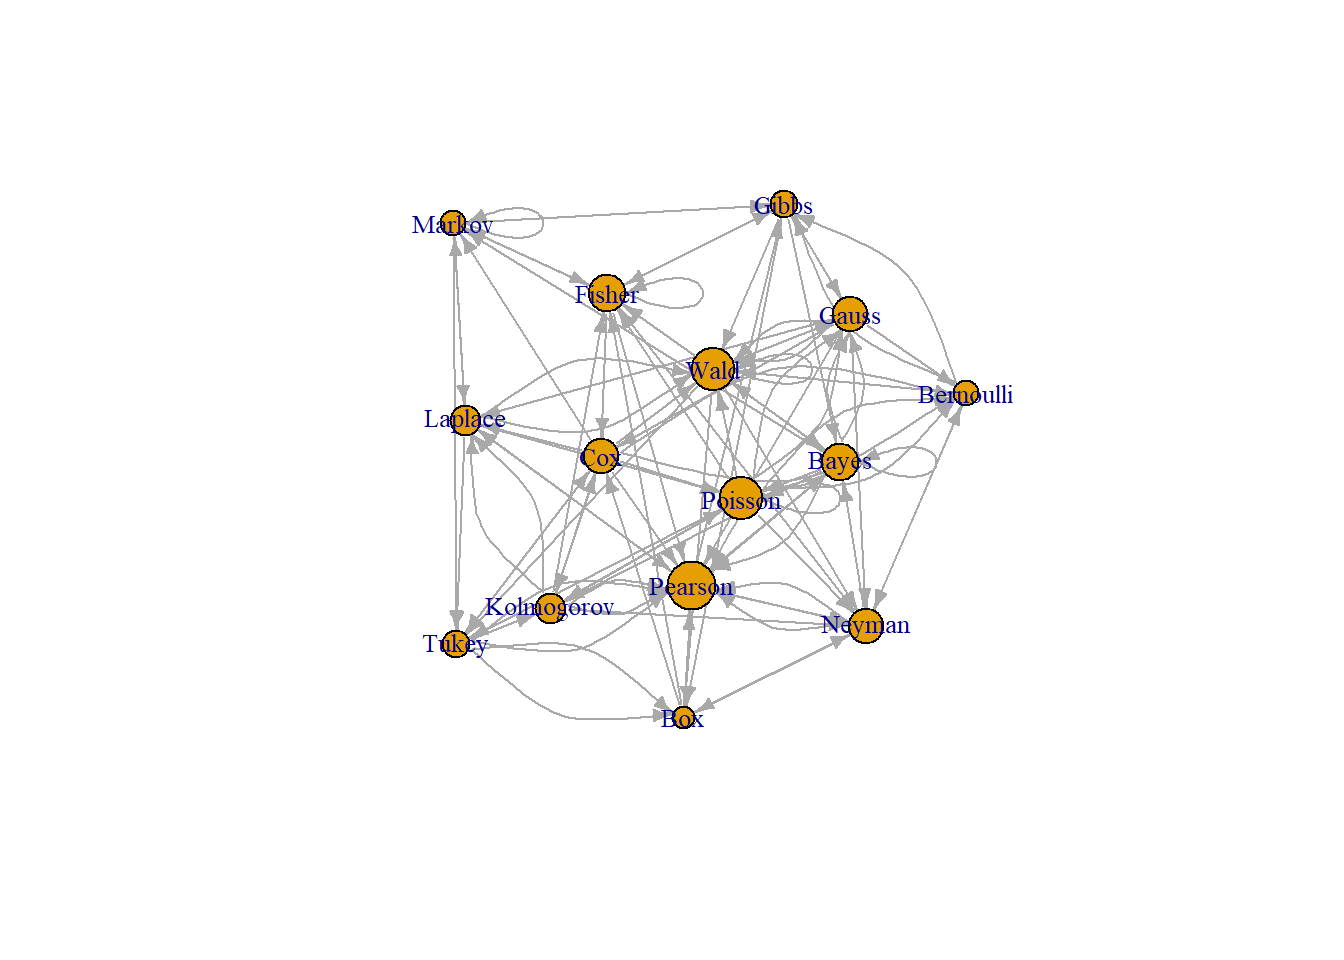 Gibbs
Markov
Fisher
Gauss
Wald
Bernoulli
Laplace
Cox
Bayes
Poisson
Pearson
Kolmogorov
Neyman
Tukey
Box